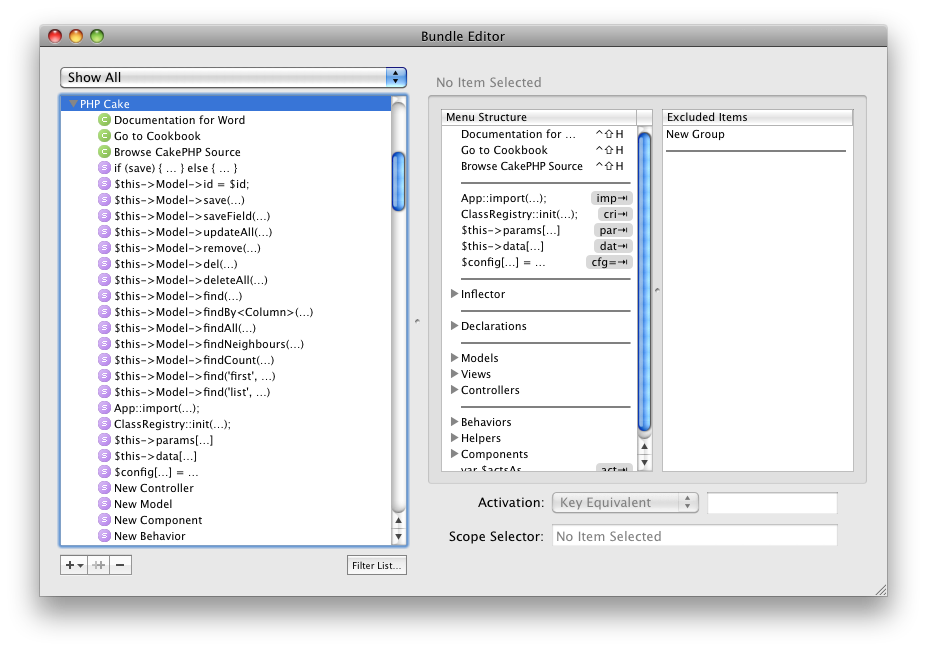 Bundle Editor
Show All
PHP Cake
Documentation for Word
Go to Cookbook
Browse CakePHP Source
if (save) { … } else { … }
$this->Model->id = $id;
$this->Model->save(…)
$this->Model->saveField(…)
$this->Model->updateAll(…)
$this->Model->remove(…)
$this->Model->del(…)
$this->Model->deleteAll(…)
$this->Model->find(…)
$this->Model->findBy<Column>(…)
$this->Model->findAll(…)
$this->Model->findNeighbours(…)
$this->Model->findCount(…)
$this->Model->find('first', …)
$this->Model->find('list', …)
App::import(…);
ClassRegistry::init(…);
$this->params[…]
$this->data[…]
$config[…] = …
New Controller
New Model
New Component
New Behavior
Filter List…
No Item Selected
Menu Structure
Documentation for … ^⇧H
Go to Cookbook ^⇧H
Browse CakePHP Source ^⇧H
App::import(…); imp⇥
ClassRegistry::init(…); cri⇥
$this->params[…] par⇥
$this->data[…] dat⇥
$config[…] = … cfg=⇥
Inflector
Declarations
Models
Views
Controllers
Behaviors
Helpers
Components
var $actsAs act⇥
Excluded Items
New Group
Activation: Key Equivalent
Scope Selector: No Item Selected